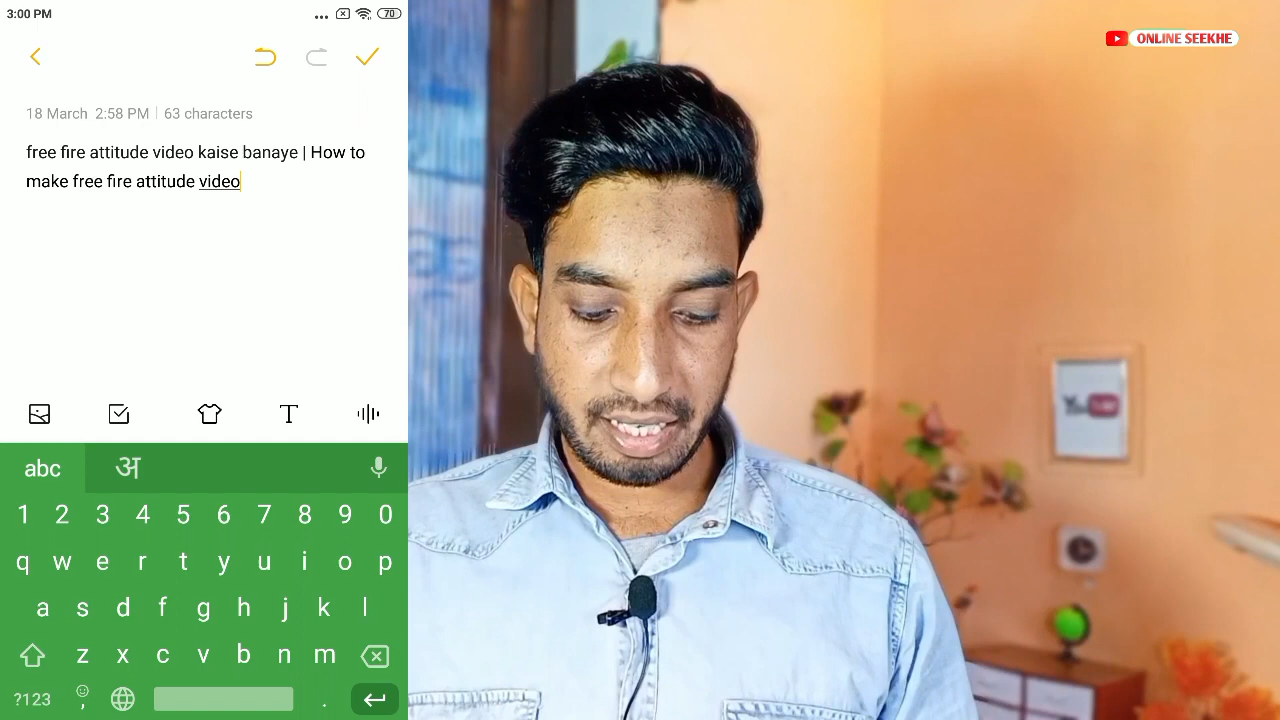 3:00 PM
70
18 March 2:58 PM | 63 characters
free fire attitude video kaise banaye | How to
make free fire attitude video
T
abc अ
1 2 3 4 5 6 7 8 9 0
q w e r t y u i o p
a s d f g h j k l
z x c v b n m
?123 , .
ONLINE SEEKHE
You